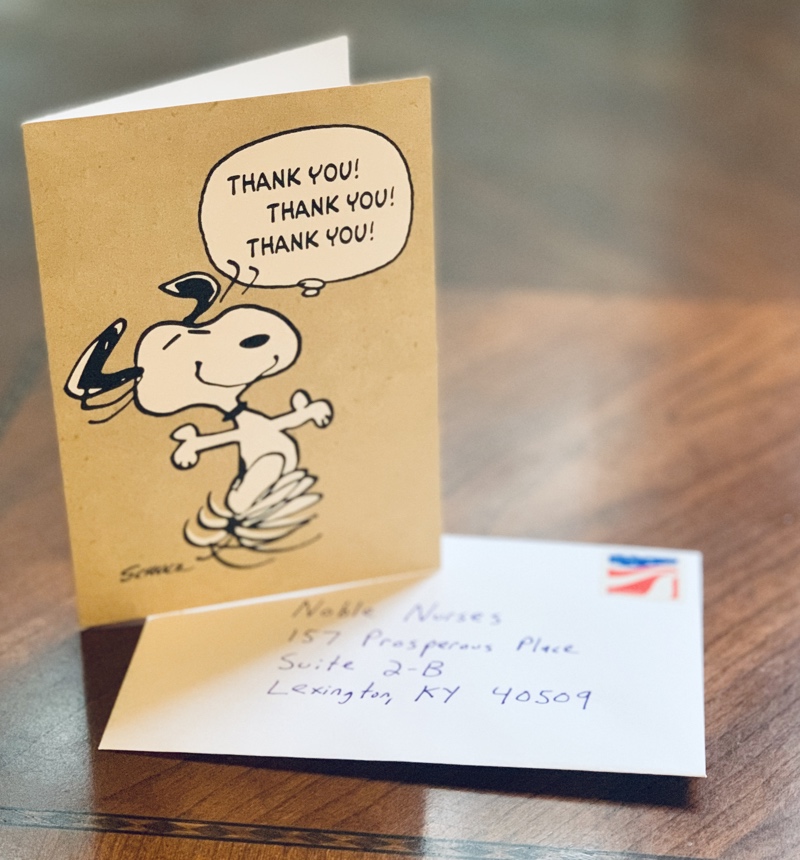 THANK YOU!
THANK YOU!
THANK YOU!
SCHULZ
Noble Nurses
157 Prosperous Place
Suite 2-B
Lexington, KY 40509